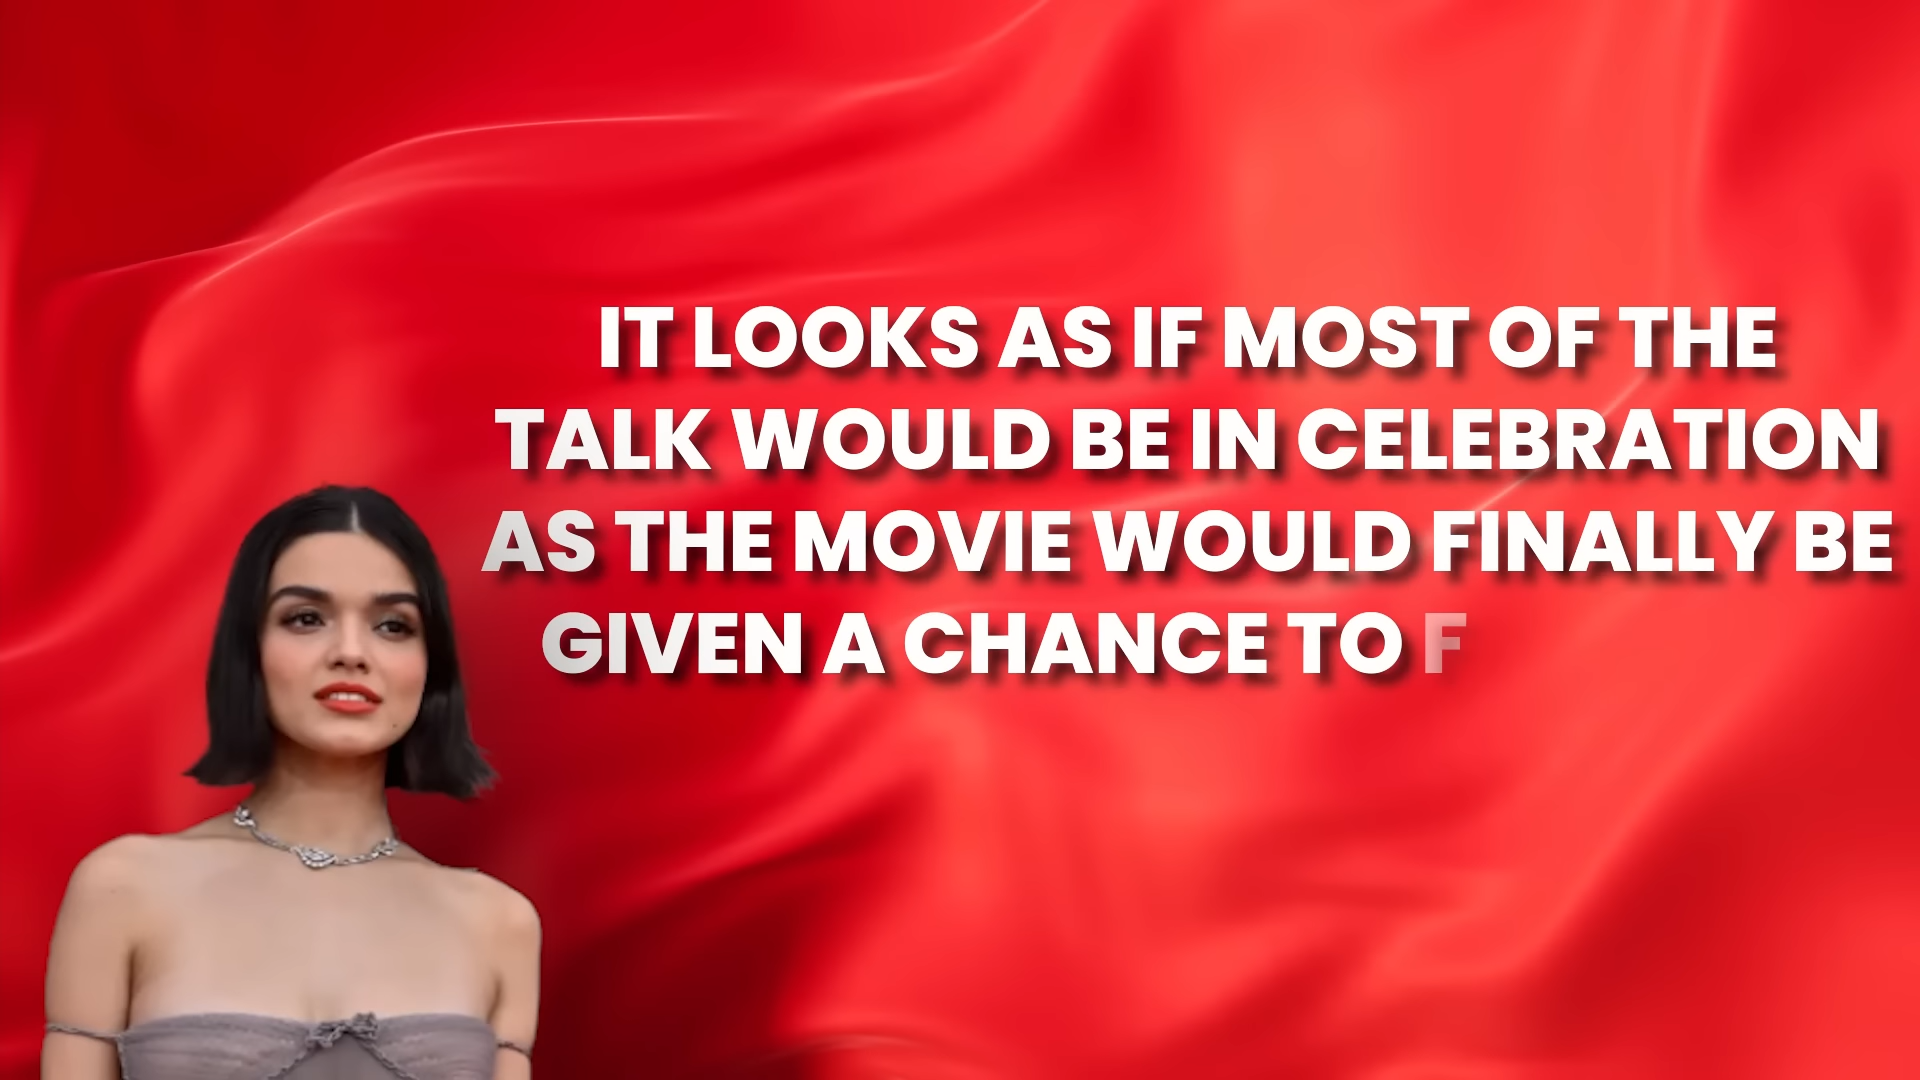 IT LOOKS AS IF MOST OF THE
TALK WOULD BE IN CELEBRATION
AS THE MOVIE WOULD FINALLY BE
GIVEN A CHANCE TO F